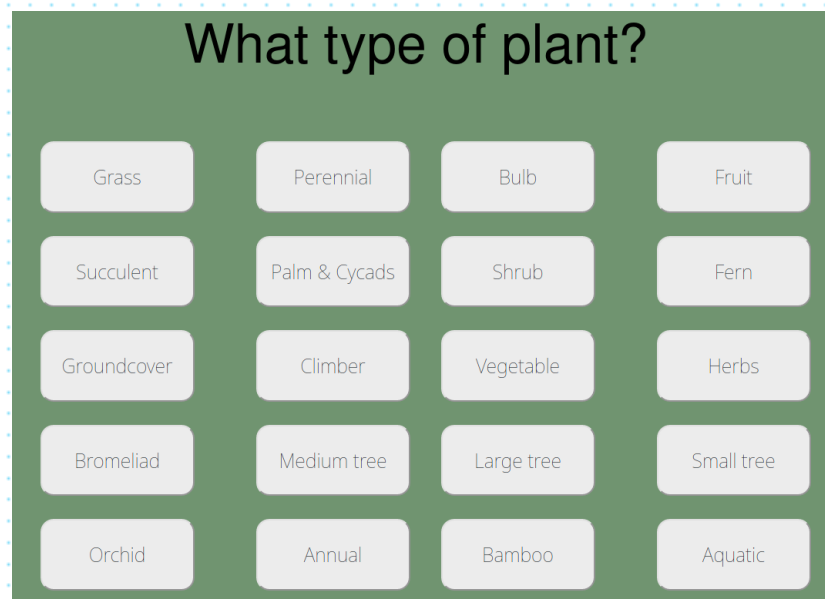 What type of plant?
Grass Perennial Bulb Fruit
Succulent Palm & Cycads Shrub Fern
Groundcover Climber Vegetable Herbs
Bromeliad Medium tree Large tree Small tree
Orchid Annual Bamboo Aquatic